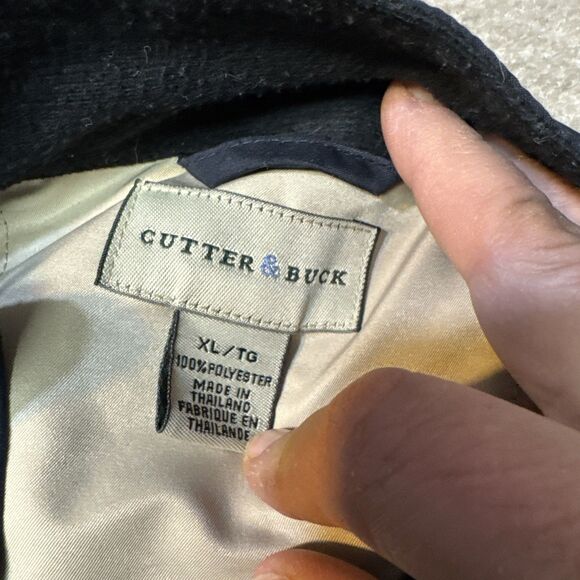 CUTTER & BUCK
XL/TG
100% POLYESTER
MADE IN
THAILAND
FABRIQUE EN
THAILANDE